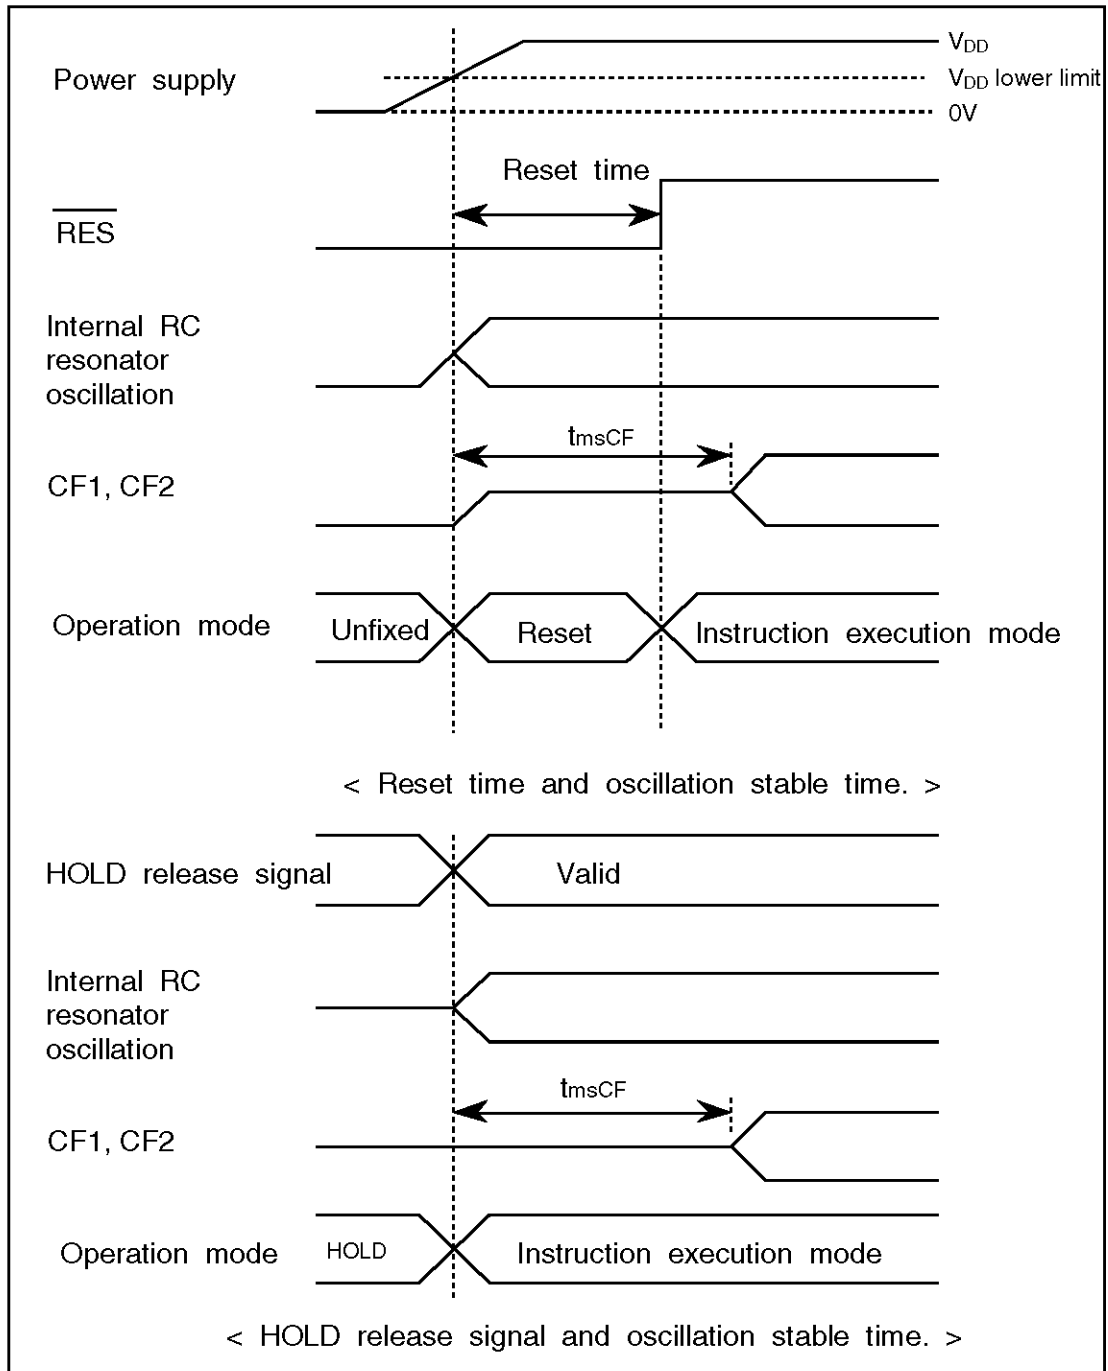 Power supply
VDD
VDD lower limit
0V
Reset time
RES
Internal RC
resonator
oscillation
tmsCF
CF1, CF2
Operation mode
Unfixed
Reset
Instruction execution mode
< Reset time and oscillation stable time. >
HOLD release signal
Valid
Internal RC
resonator
oscillation
tmsCF
CF1, CF2
Operation mode
HOLD
Instruction execution mode
< HOLD release signal and oscillation stable time. >